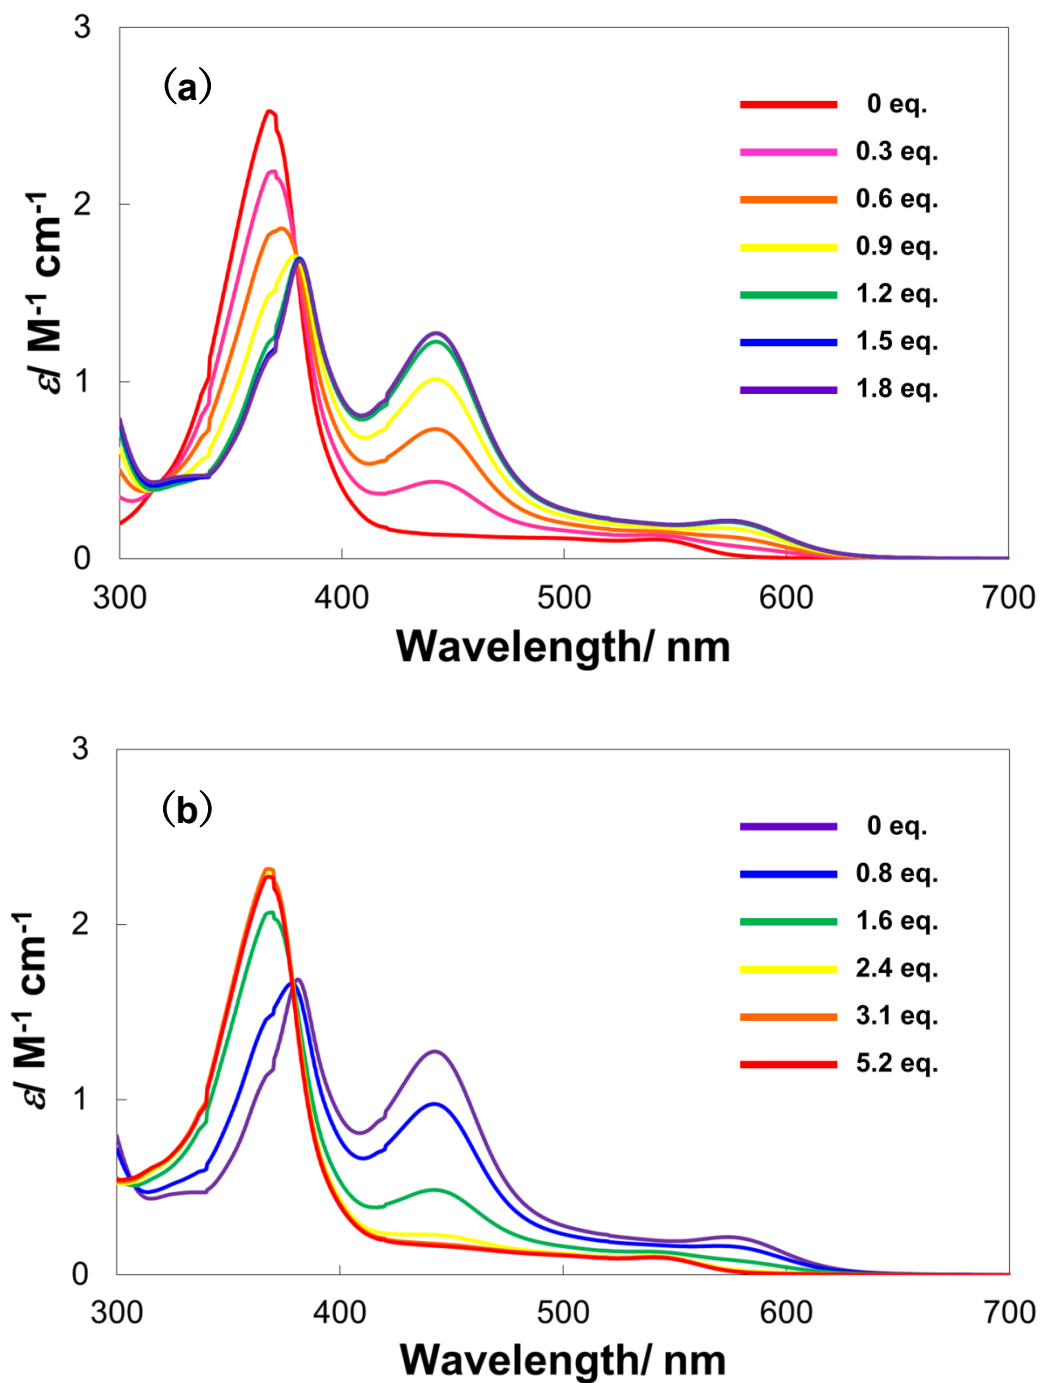 (a)
3
2
1
0
ε/ M-1 cm-1
0 eq.
0.3 eq.
0.6 eq.
0.9 eq.
1.2 eq.
1.5 eq.
1.8 eq.
300 400 500 600 700
Wavelength/ nm
(b)
3
2
1
0
ε/ M-1 cm-1
0 eq.
0.8 eq.
1.6 eq.
2.4 eq.
3.1 eq.
5.2 eq.
300 400 500 600 700
Wavelength/ nm